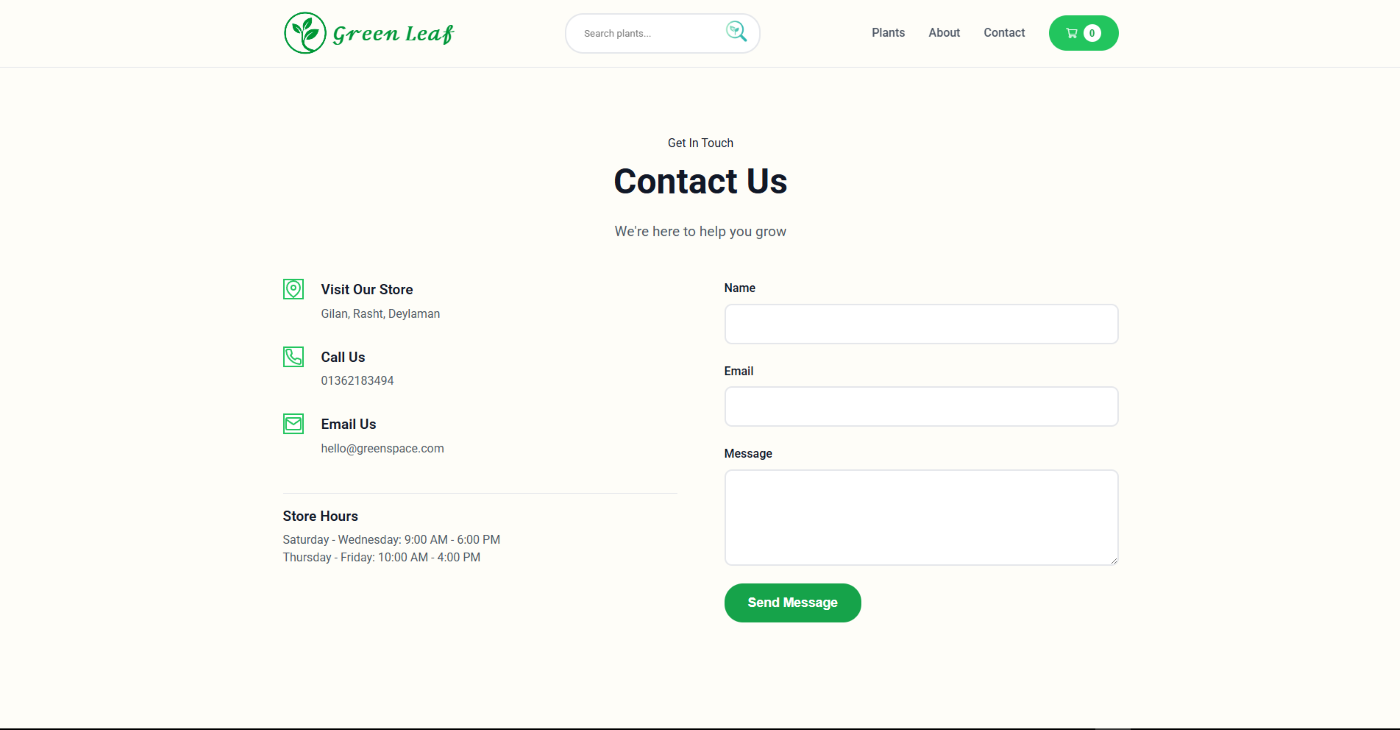 Green Leaf
Search plants...
Plants
About
Contact
0
Get In Touch
Contact Us
We're here to help you grow
Visit Our Store
Gilan, Rasht, Deylaman
Call Us
01362183494
Email Us
hello@greenspace.com
Store Hours
Saturday - Wednesday: 9:00 AM - 6:00 PM
Thursday - Friday: 10:00 AM - 4:00 PM
Name
Email
Message
Send Message